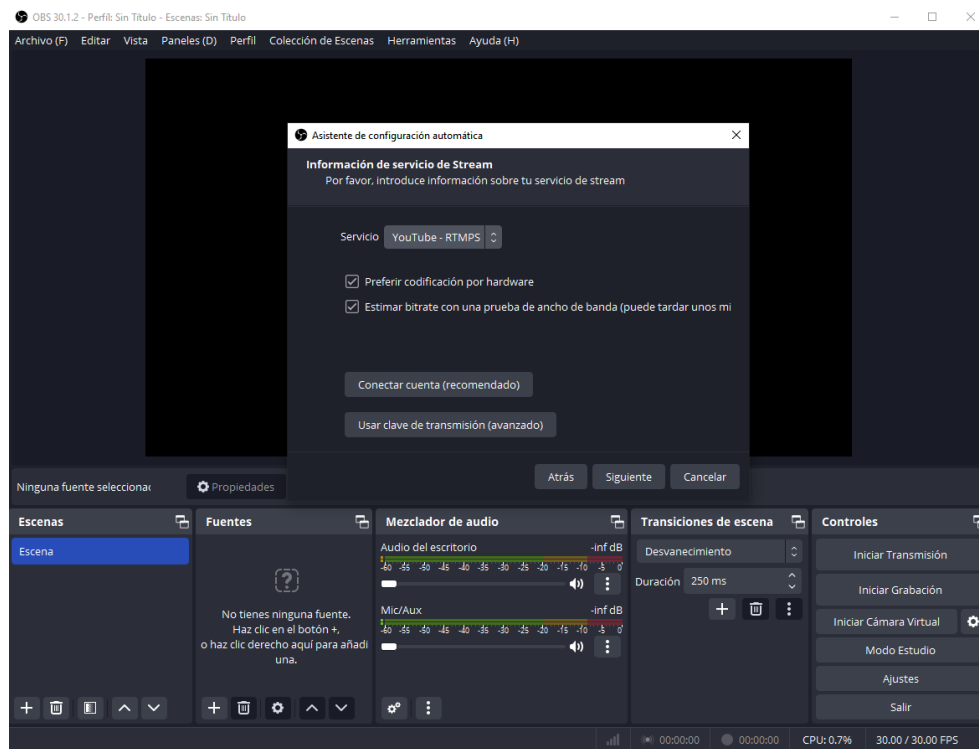 OBS 30.1.2 - Perfil: Sin Título - Escenas: Sin Título
Archivo (F) Editar Vista Paneles (D) Perfil Colección de Escenas Herramientas Ayuda (H)
Asistente de configuración automática
Información de servicio de Stream
Por favor, introduce información sobre tu servicio de stream
Servicio YouTube - RTMPS
Preferir codificación por hardware
Estimar bitrate con una prueba de ancho de banda (puede tardar unos mi
Conectar cuenta (recomendado)
Usar clave de transmisión (avanzado)
Atrás Siguiente Cancelar
Ninguna fuente seleccionac Propiedades
Escenas
Escena
Fuentes
No tienes ninguna fuente.
Haz clic en el botón +,
o haz clic derecho aquí para añadi
una.
Mezclador de audio
Audio del escritorio -inf dB
-60 -55 -50 -45 -40 -35 -30 -25 -20 -15 -10 -5 0
Mic/Aux -inf dB
-60 -55 -50 -45 -40 -35 -30 -25 -20 -15 -10 -5 0
Transiciones de escena
Desvanecimiento
Duración 250 ms
Controles
Iniciar Transmisión
Iniciar Grabación
Iniciar Cámara Virtual
Modo Estudio
Ajustes
Salir
00:00:00 00:00:00 CPU: 0.7% 30.00 / 30.00 FPS